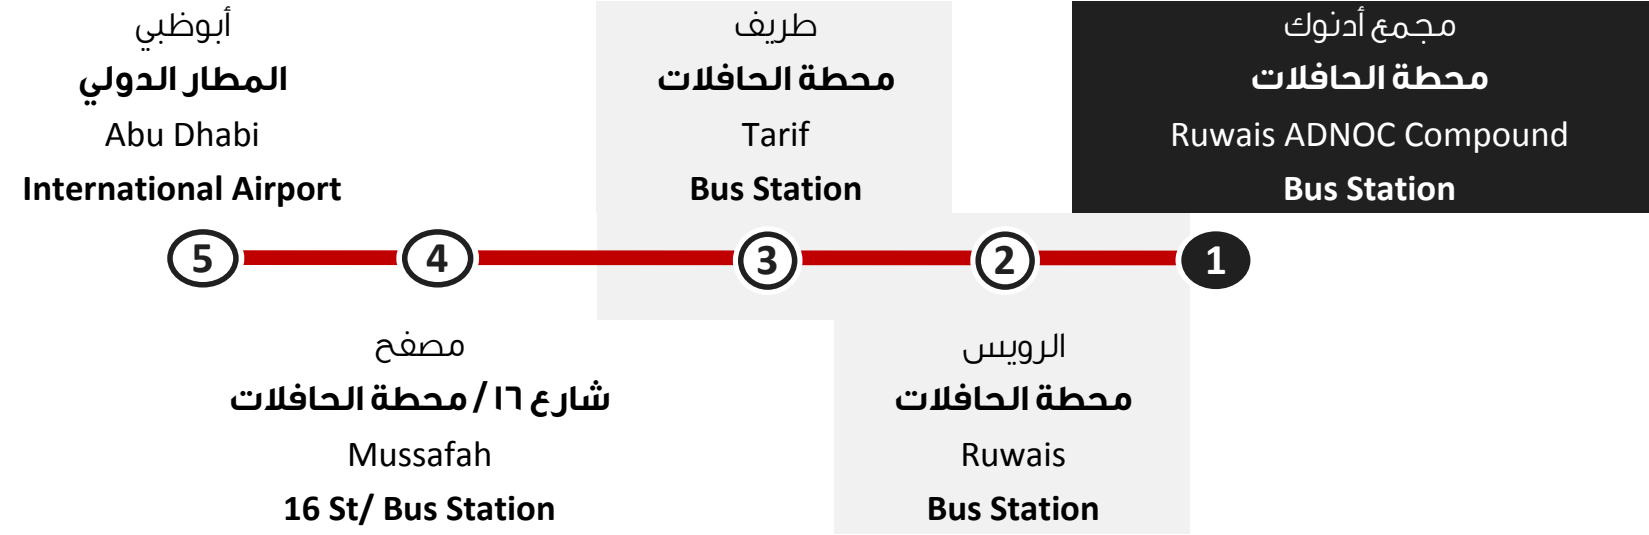 أبوظبي
المطار الدولي
Abu Dhabi
International Airport
طريف
محطة الحافلات
Tarif
Bus Station
مجمع أدنوك
محطة الحافلات
Ruwais ADNOC Compound
Bus Station
5
4
3
2
1
مصفح
شارع ١٦ / محطة الحافلات
Mussafah
16 St/ Bus Station
الرويس
محطة الحافلات
Ruwais
Bus Station